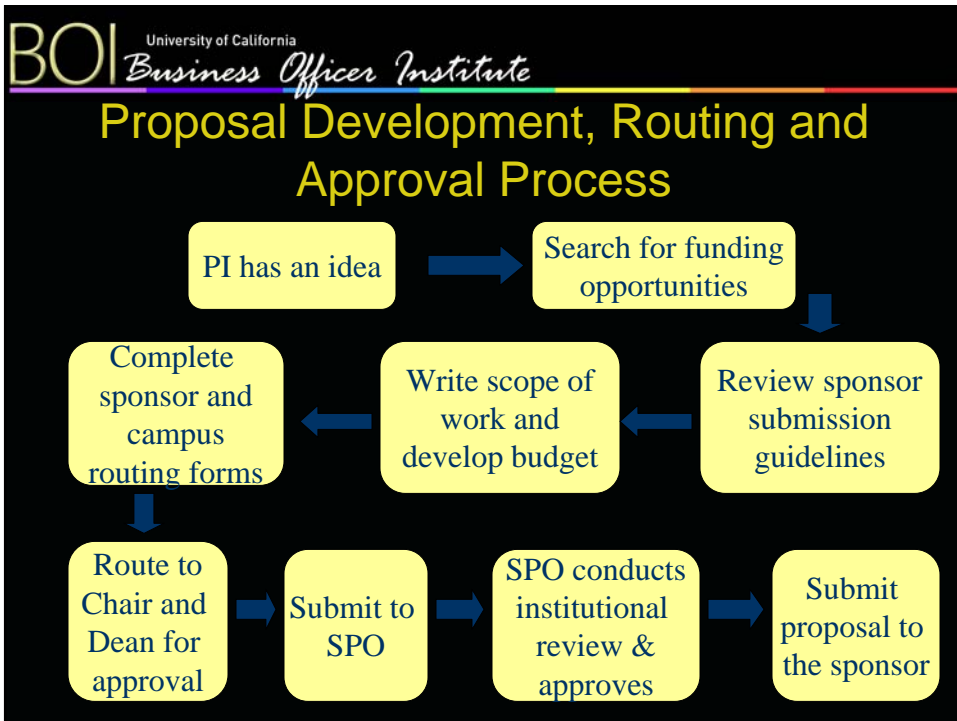 BOI University of California
Business Officer Institute
Proposal Development, Routing and
Approval Process
PI has an idea
Search for funding
opportunities
Review sponsor
submission
guidelines
Write scope of
work and
develop budget
Complete
sponsor and
campus
routing forms
Route to
Chair and
Dean for
approval
Submit to
SPO
SPO conducts
institutional
review &
approves
Submit
proposal to
the sponsor